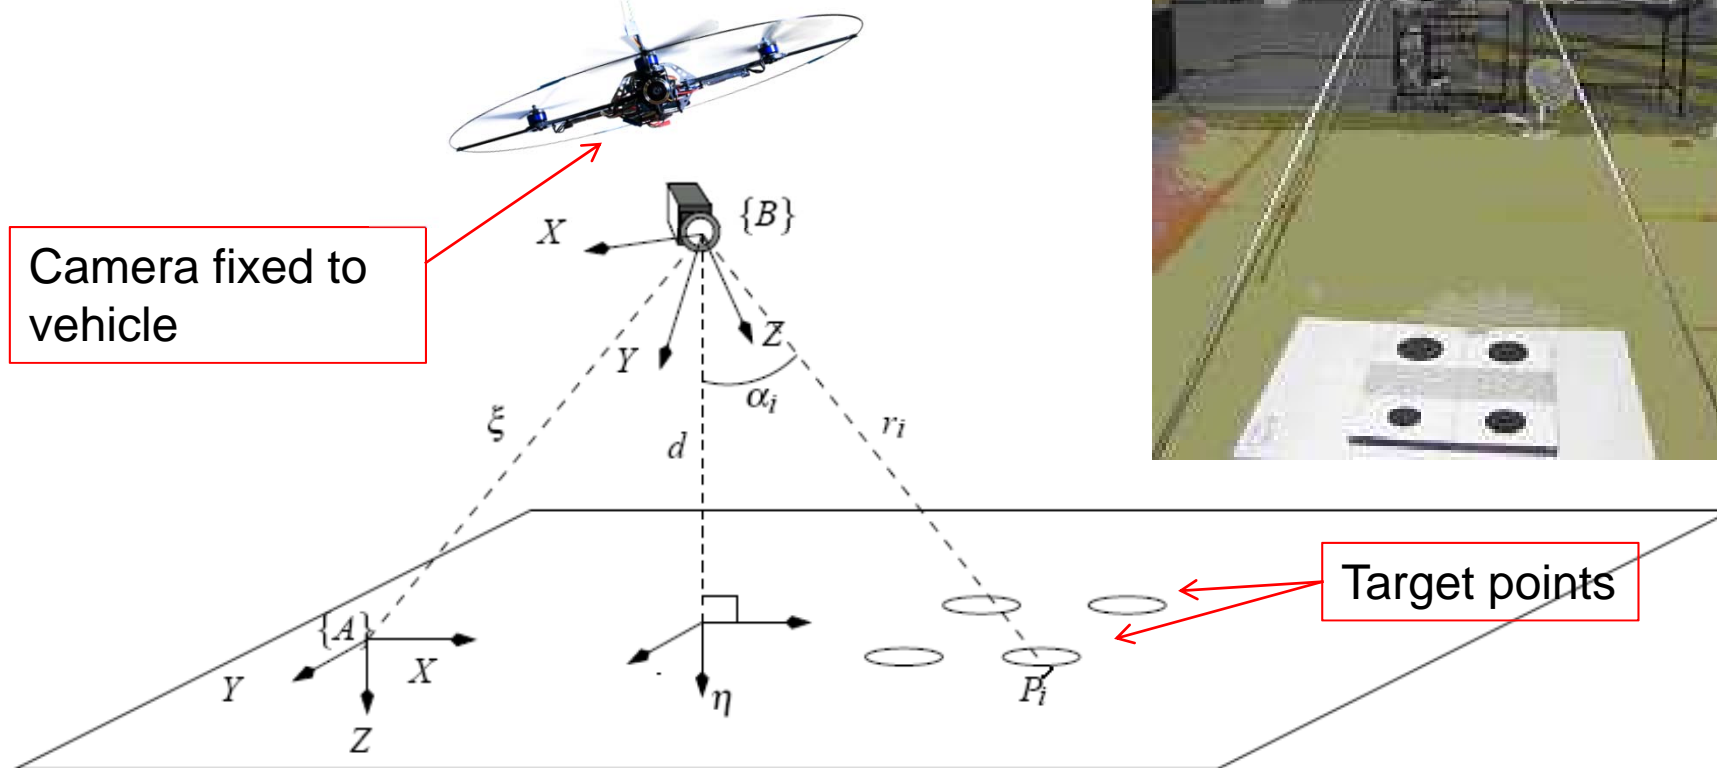 Camera fixed to
vehicle
{B}
X
Y
Z
ξ
d
α_i
r_i
{A}
X
Y
Z
η
P_i
Target points